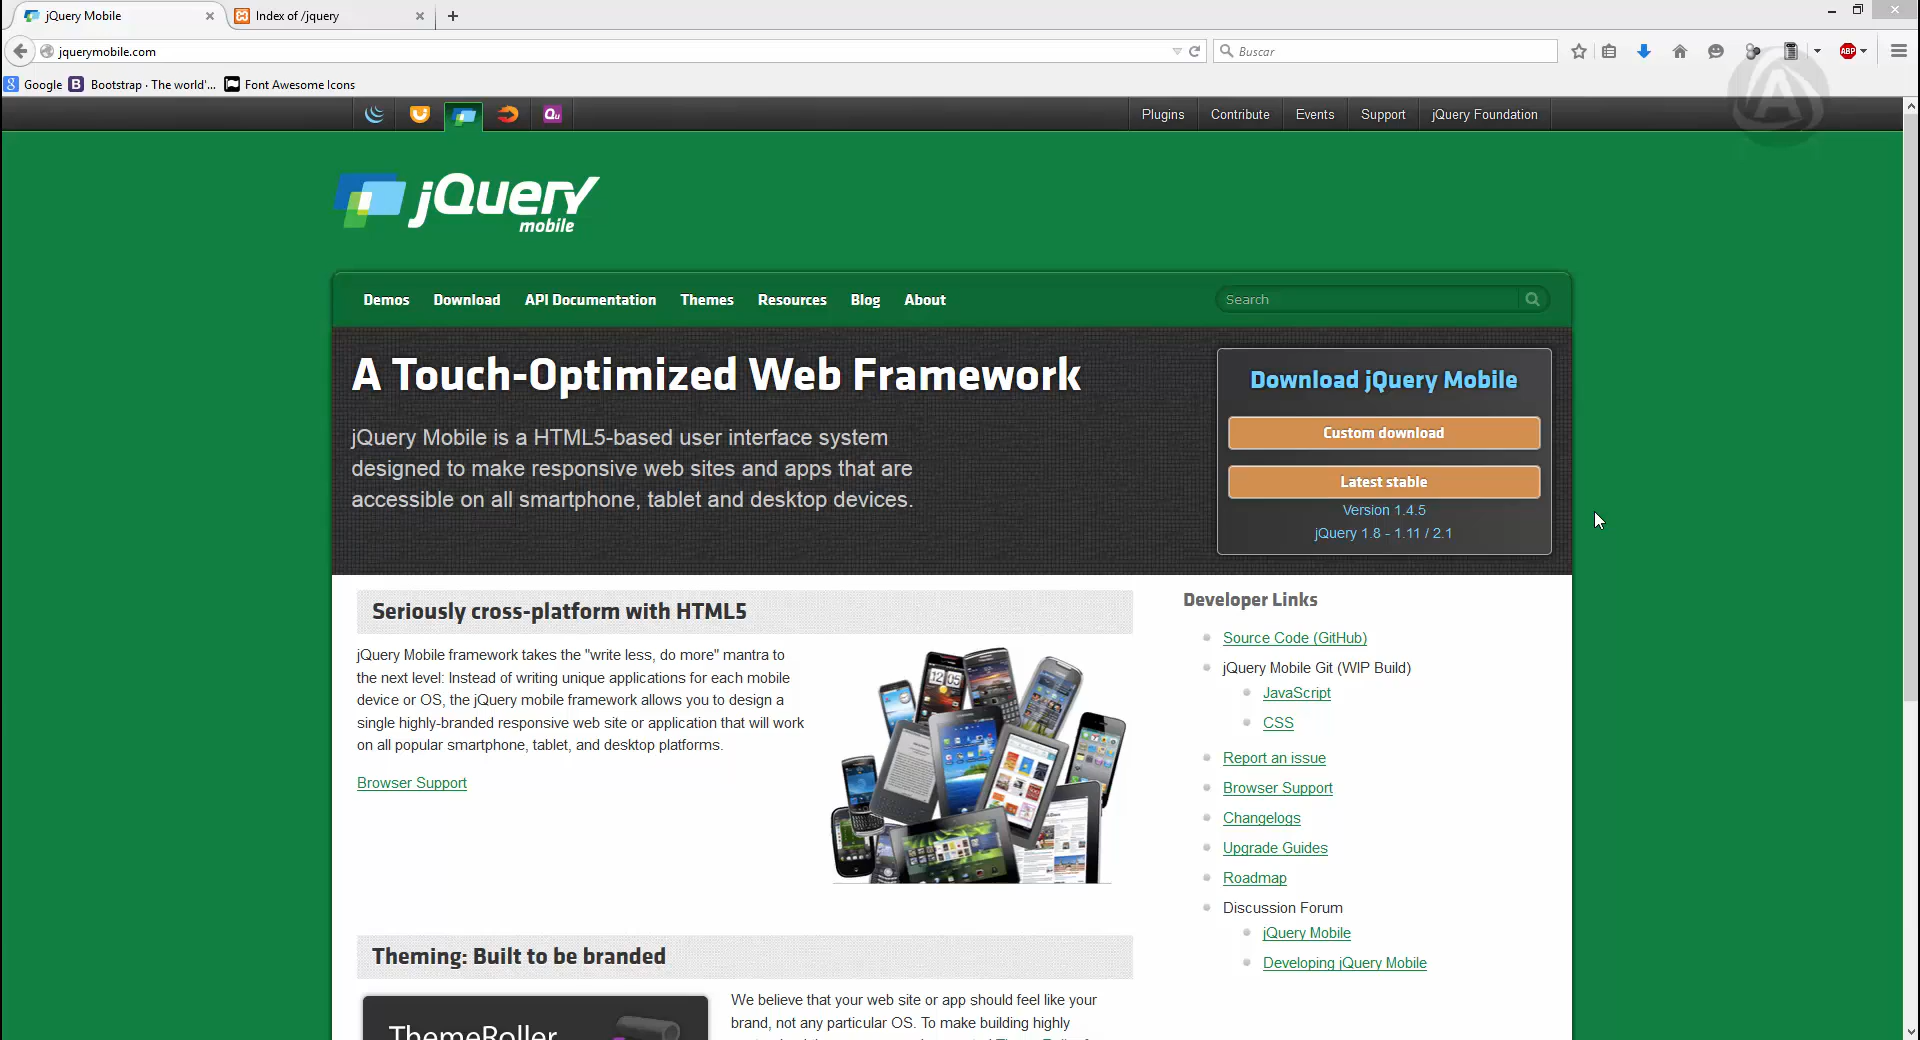 jQuery Mobile
Index of /jquery
jquerymobile.com
Buscar
ABP
Google
Bootstrap · The world'...
Font Awesome Icons
Plugins
Contribute
Events
Support
jQuery Foundation
jQuery
mobile
Demos
Download
API Documentation
Themes
Resources
Blog
About
Search
A Touch-Optimized Web Framework
jQuery Mobile is a HTML5-based user interface system
designed to make responsive web sites and apps that are
accessible on all smartphone, tablet and desktop devices.
Download jQuery Mobile
Custom download
Latest stable
Version 1.4.5
jQuery 1.8 - 1.11 / 2.1
Seriously cross-platform with HTML5
jQuery Mobile framework takes the "write less, do more" mantra to
the next level: Instead of writing unique applications for each mobile
device or OS, the jQuery mobile framework allows you to design a
single highly-branded responsive web site or application that will work
on all popular smartphone, tablet, and desktop platforms.
Browser Support
12:05
Developer Links
Source Code (GitHub)
jQuery Mobile Git (WIP Build)
JavaScript
CSS
Report an issue
Browser Support
Changelogs
Upgrade Guides
Roadmap
Discussion Forum
jQuery Mobile
Developing jQuery Mobile
Theming: Built to be branded
ThemeRoller
We believe that your web site or app should feel like your
brand, not any particular OS. To make building highly